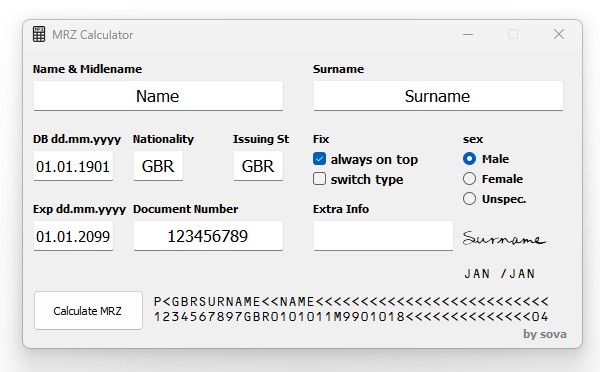 MRZ Calculator
Name & Midlename
Surname
Name
Surname
DB dd.mm.yyyy
Nationality
Issuing St
Fix
sex
01.01.1901
GBR
GBR
always on top
switch type
Male
Female
Unspec.
Exp dd.mm.yyyy
Document Number
Extra Info
01.01.2099
123456789
Surname
JAN /JAN
Calculate MRZ
P<GBRSURNAME<<NAME<<<<<<<<<<<<<<<<<<<<<<<<<<
1234567897GBR0101011M9901018<<<<<<<<<<<<<<04
by sova